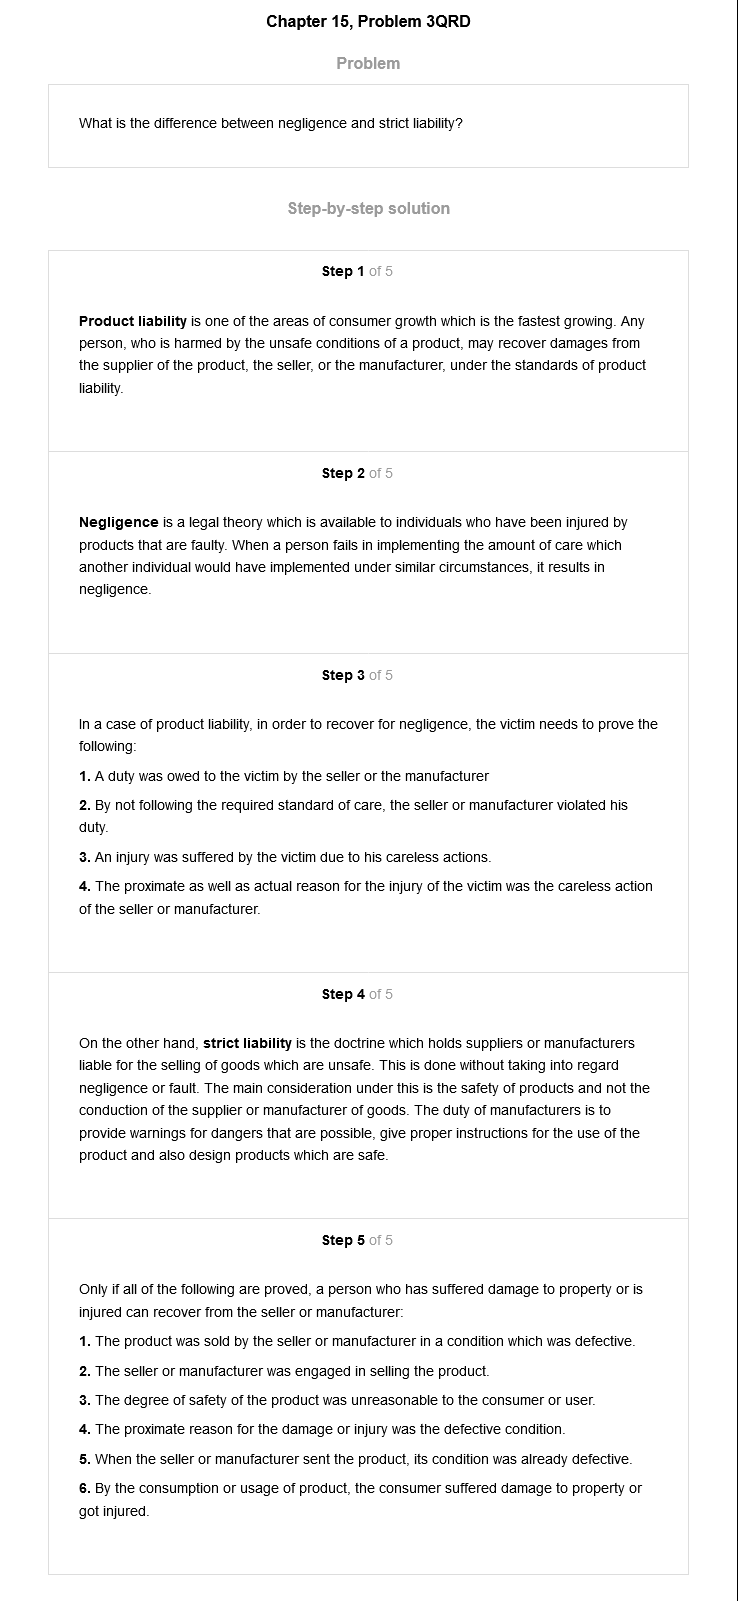 Chapter 15, Problem 3QRD
Problem
What is the difference between negligence and strict liability?
Step-by-step solution
Step 1 of 5
Product liability is one of the areas of consumer growth which is the fastest growing. Any
person, who is harmed by the unsafe conditions of a product, may recover damages from
the supplier of the product, the seller, or the manufacturer, under the standards of product
liability.
Step 2 of 5
Negligence is a legal theory which is available to individuals who have been injured by
products that are faulty. When a person fails in implementing the amount of care which
another individual would have implemented under similar circumstances, it results in
negligence.
Step 3 of 5
In a case of product liability, in order to recover for negligence, the victim needs to prove the
following:
1. A duty was owed to the victim by the seller or the manufacturer
2. By not following the required standard of care, the seller or manufacturer violated his
duty.
3. An injury was suffered by the victim due to his careless actions.
4. The proximate as well as actual reason for the injury of the victim was the careless action
of the seller or manufacturer.
Step 4 of 5
On the other hand, strict liability is the doctrine which holds suppliers or manufacturers
liable for the selling of goods which are unsafe. This is done without taking into regard
negligence or fault. The main consideration under this is the safety of products and not the
conduction of the supplier or manufacturer of goods. The duty of manufacturers is to
provide warnings for dangers that are possible, give proper instructions for the use of the
product and also design products which are safe.
Step 5 of 5
Only if all of the following are proved, a person who has suffered damage to property or is
injured can recover from the seller or manufacturer:
1. The product was sold by the seller or manufacturer in a condition which was defective.
2. The seller or manufacturer was engaged in selling the product.
3. The degree of safety of the product was unreasonable to the consumer or user.
4. The proximate reason for the damage or injury was the defective condition.
5. When the seller or manufacturer sent the product, its condition was already defective.
6. By the consumption or usage of product, the consumer suffered damage to property or
got injured.